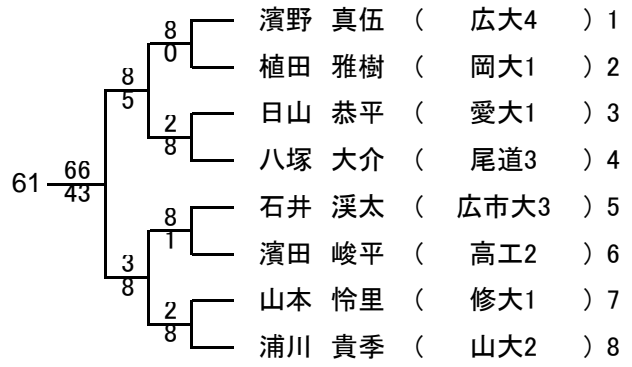 8 濱野 真伍 ( 広大4 ) 1
0
8 植田 雅樹 ( 岡大1 ) 2
5
2 日山 恭平 ( 愛大1 ) 3
8
八塚 大介 ( 尾道3 ) 4
61 66
43
8 石井 渓太 ( 広市大3 ) 5
1
濱田 峻平 ( 高工2 ) 6
3
8
2 山本 怜里 ( 修大1 ) 7
8
浦川 貴季 ( 山大2 ) 8